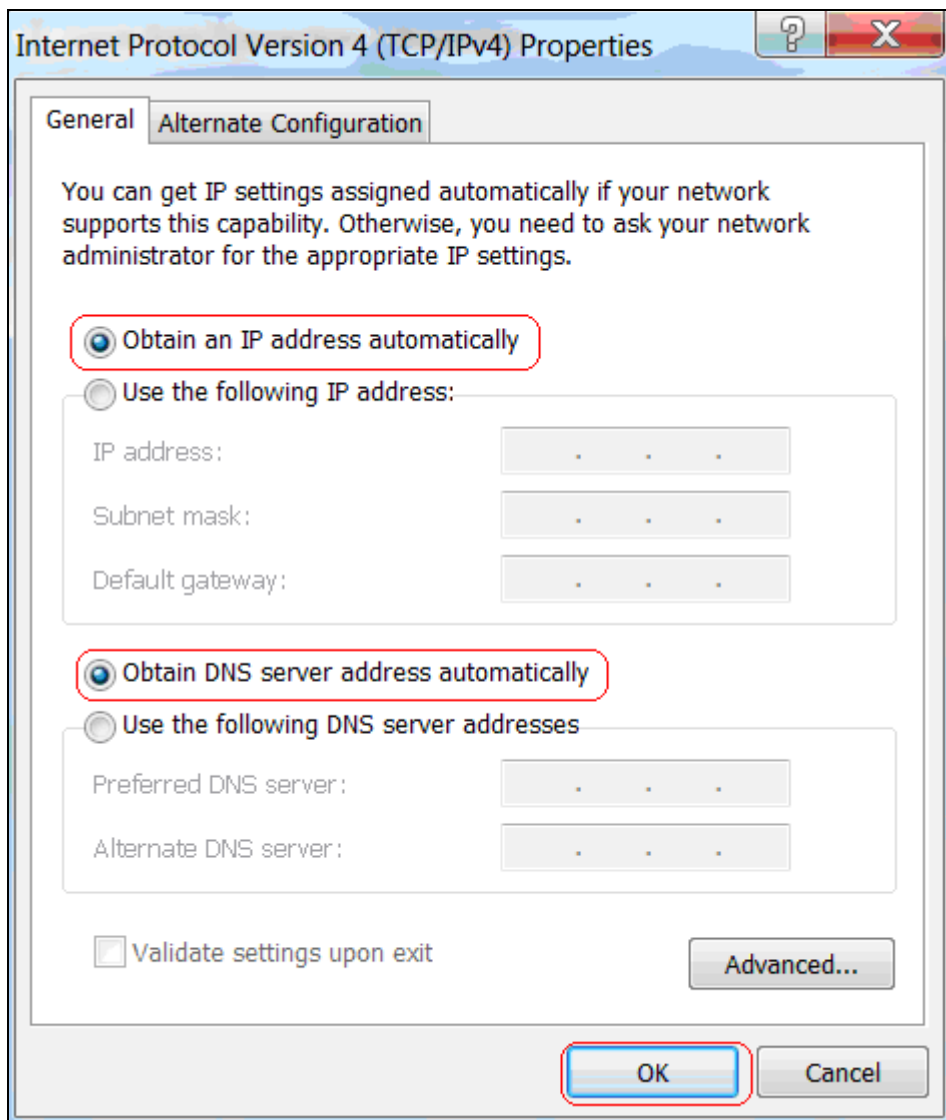 Internet Protocol Version 4 (TCP/IPv4) Properties
General
Alternate Configuration
You can get IP settings assigned automatically if your network
supports this capability. Otherwise, you need to ask your network
administrator for the appropriate IP settings.
Obtain an IP address automatically
Use the following IP address:
IP address:
Subnet mask:
Default gateway:
Obtain DNS server address automatically
Use the following DNS server addresses
Preferred DNS server:
Alternate DNS server:
Validate settings upon exit
Advanced...
OK
Cancel